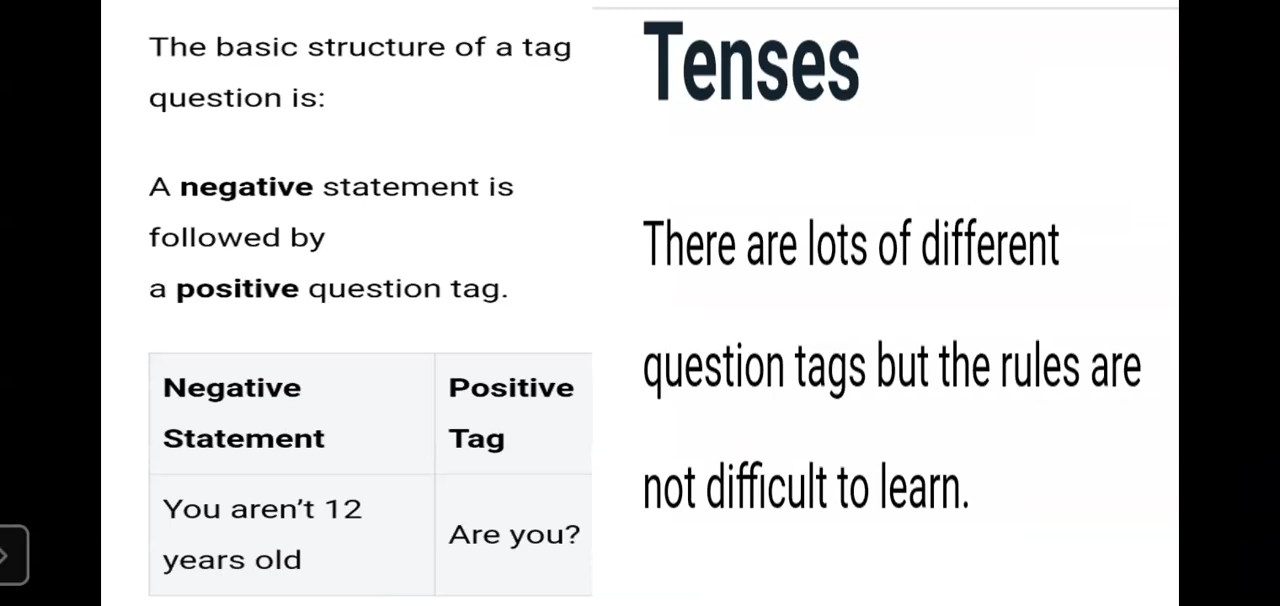 The basic structure of a tag
question is:
A negative statement is
followed by
a positive question tag.
Negative
Statement
Positive
Tag
You aren’t 12
years old
Are you?
Tenses
There are lots of different
question tags but the rules are
not difficult to learn.